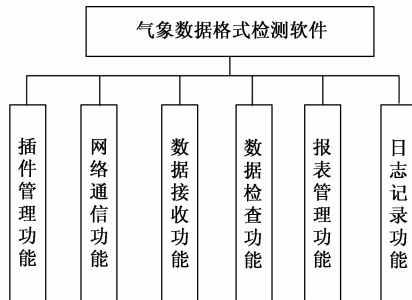 气象数据格式检测软件
插件管理功能
网络通信功能
数据接收功能
数据检查功能
报表管理功能
日志记录功能